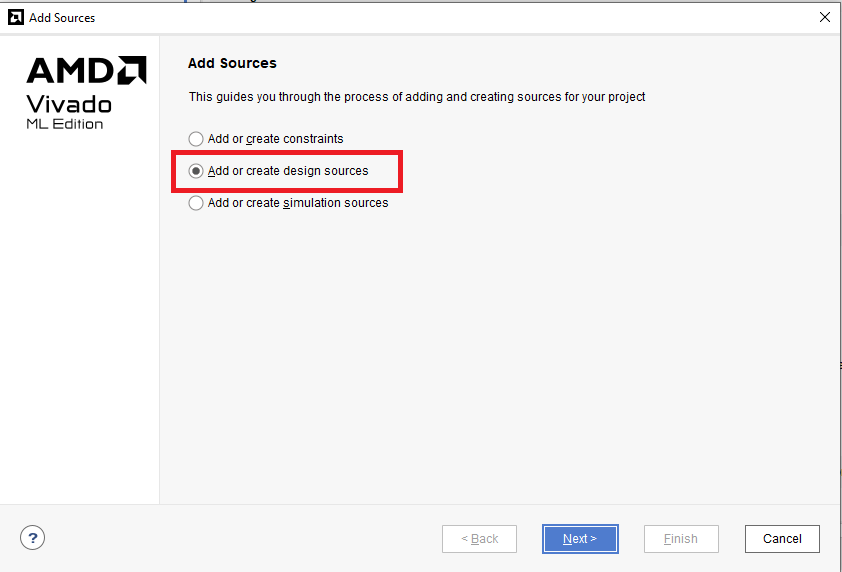 Add Sources
AMD
Vivado
ML Edition
Add Sources
This guides you through the process of adding and creating sources for your project
Add or create constraints
Add or create design sources
Add or create simulation sources
?
< Back
Next >
Finish
Cancel